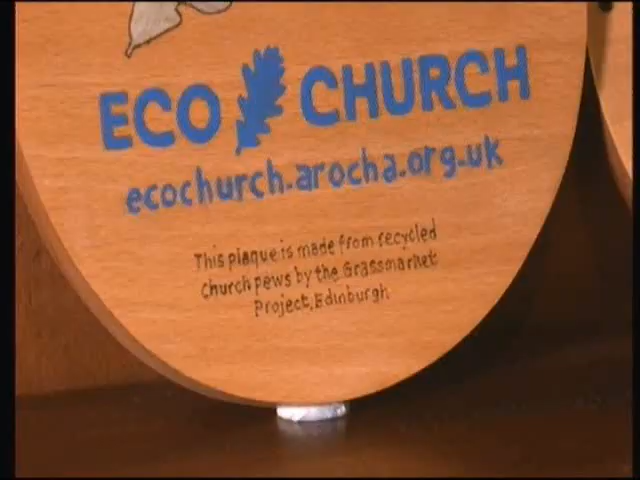 ECO CHURCH
ecochurch.arocha.org.uk
This plaque is made from recycled
church pews by the Grassmarket
Project, Edinburgh